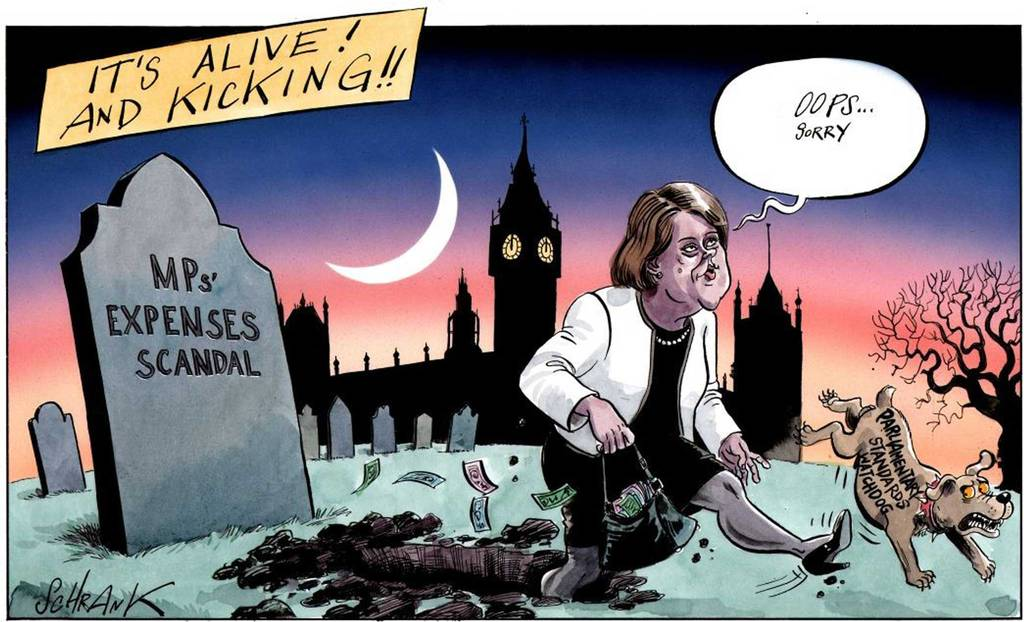 IT'S ALIVE!
AND KICKING!!
OOPS...
SORRY
MPs'
EXPENSES
SCANDAL
PARLIAMENTARY
STANDARDS
WATCHDOG
SCHRANK